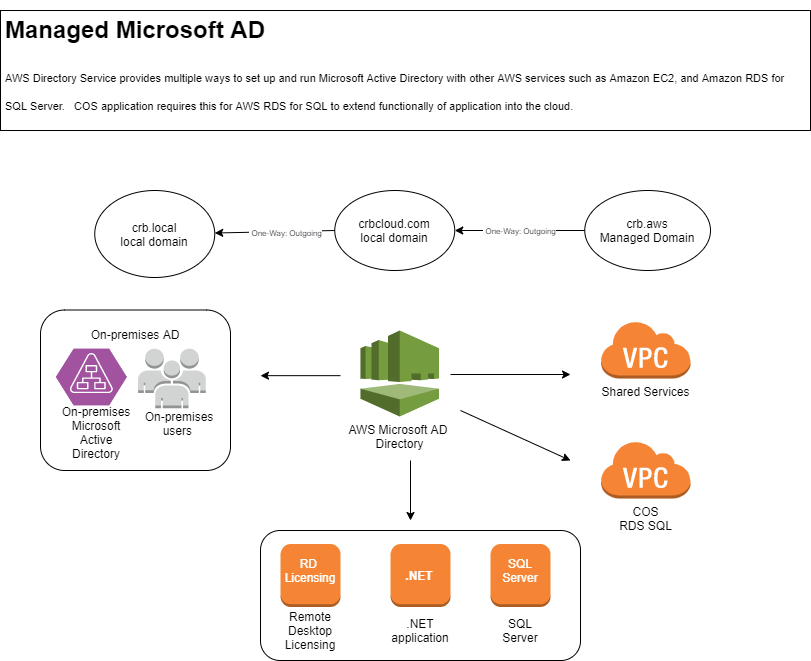 Managed Microsoft AD
AWS Directory Service provides multiple ways to set up and run Microsoft Active Directory with other AWS services such as Amazon EC2, and Amazon RDS for
SQL Server. COS application requires this for AWS RDS for SQL to extend functionally of application into the cloud.
crb.local
local domain
One-Way: Outgoing
crbcloud.com
local domain
One-Way: Outgoing
crb.aws
Managed Domain
On-premises AD
On-premises
Microsoft
Active
Directory
On-premises
users
AWS Microsoft AD
Directory
VPC
Shared Services
VPC
COS
RDS SQL
RD
Licensing
Remote
Desktop
Licensing
.NET
.NET
application
SQL
Server
SQL
Server